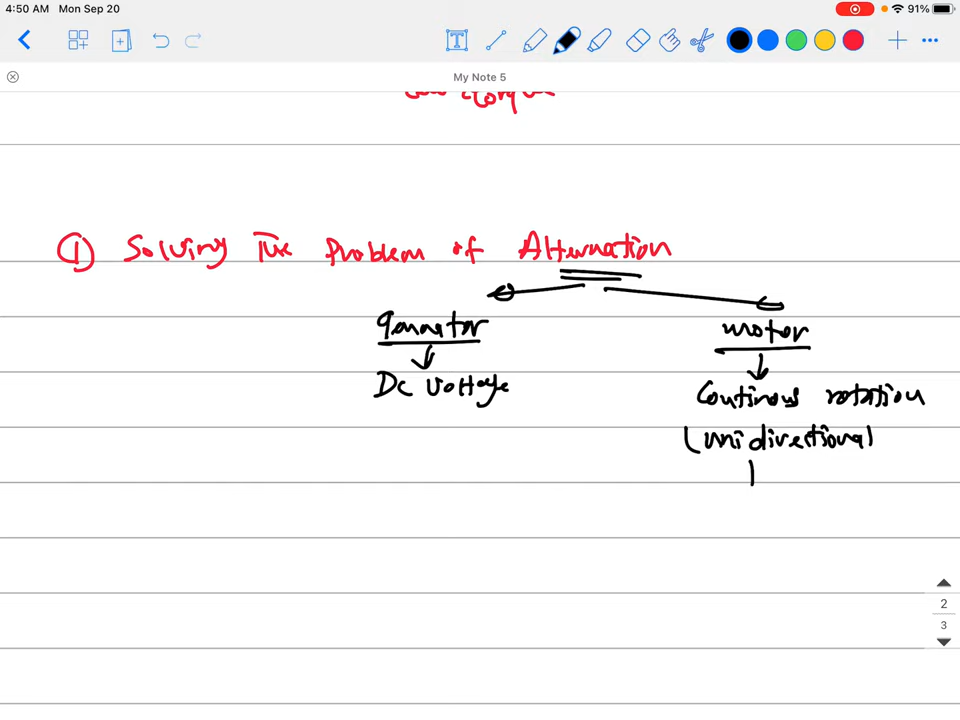 4:50 AM Mon Sep 20
91%
My Note 5
① Solving The Problem of Alternation
generator
motor
DC voltage
Continous rotation
(unidirectional
2
3